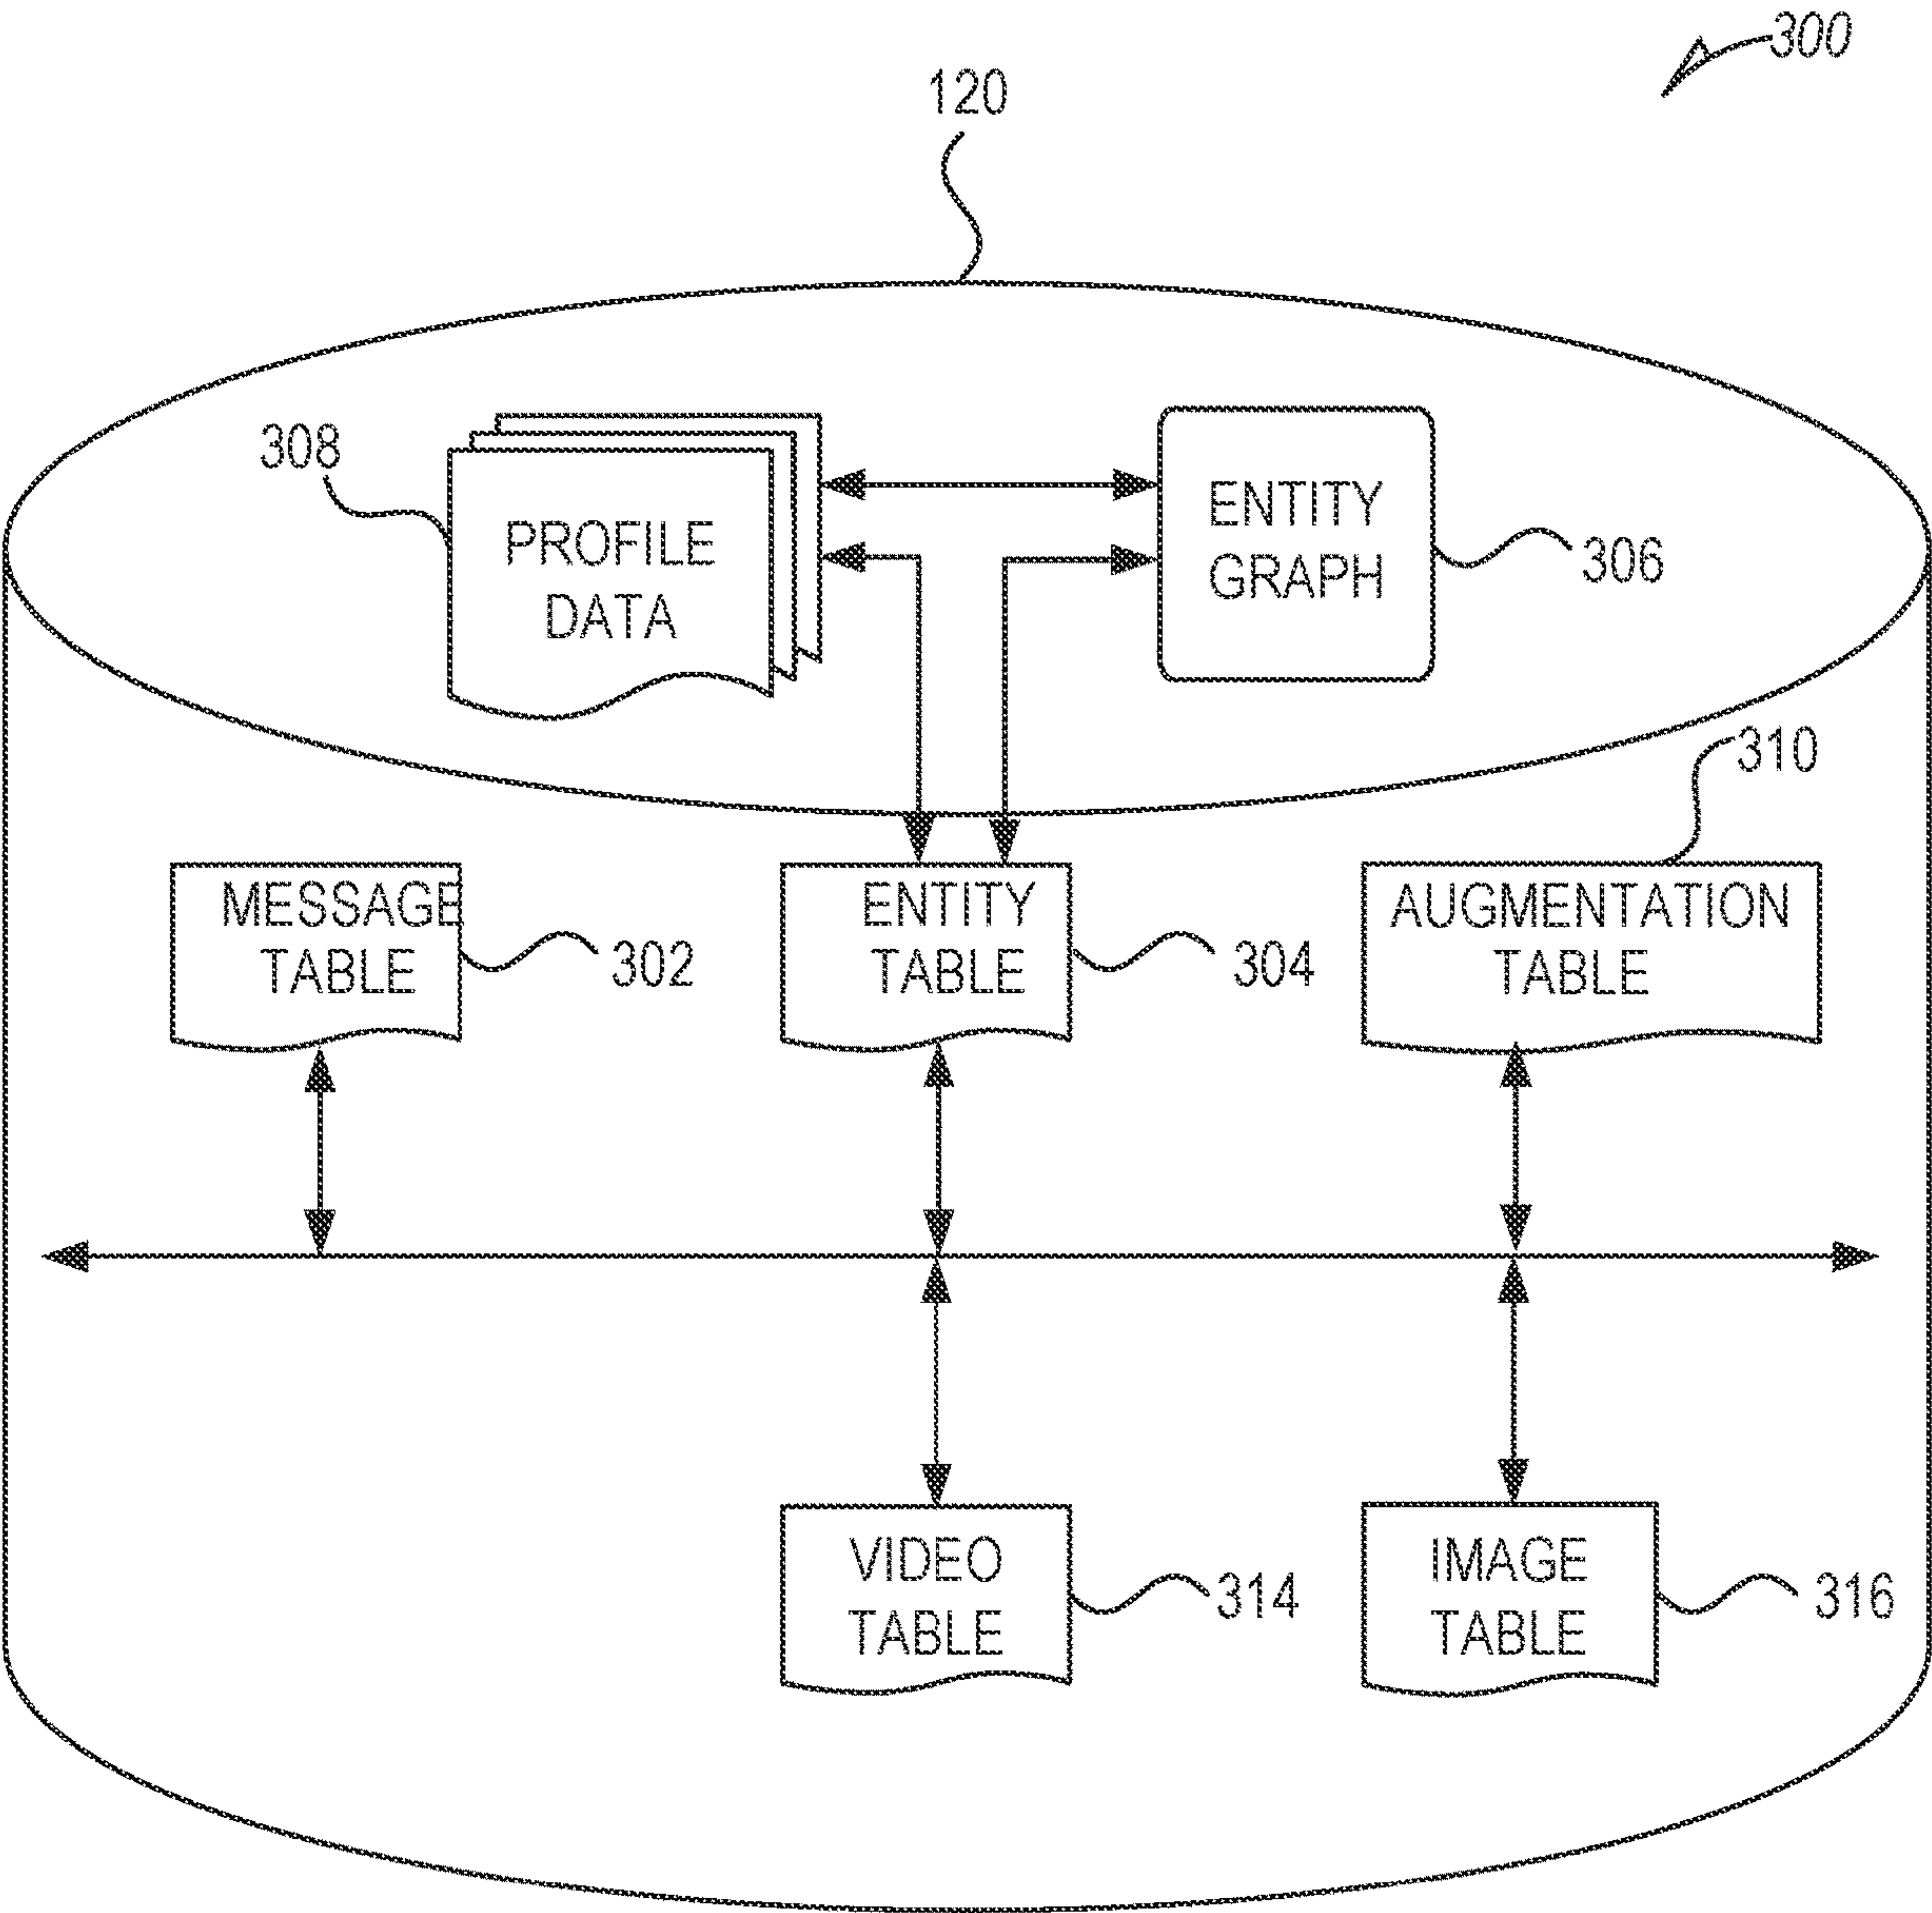 300
120
308
PROFILE
DATA
ENTITY
GRAPH
306
310
MESSAGE
TABLE
302
ENTITY
TABLE
304
AUGMENTATION
TABLE
VIDEO
TABLE
314
IMAGE
TABLE
316